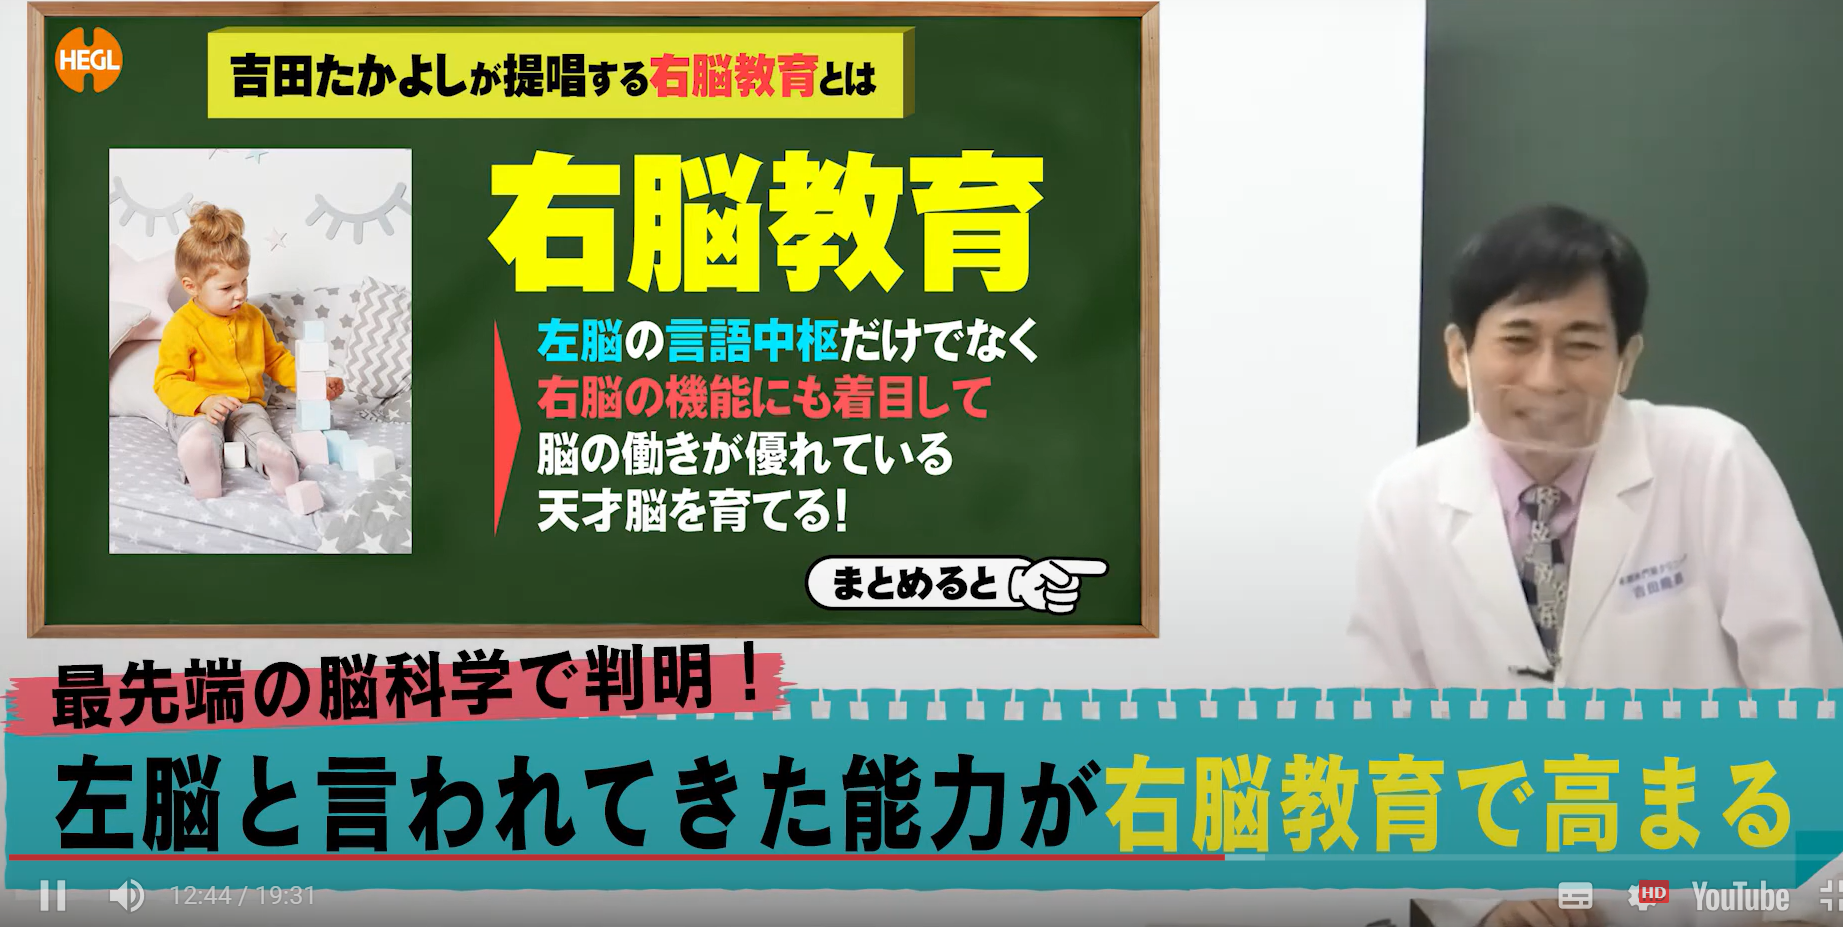 HEGL
吉田たかよしが提唱する右脳教育とは
右脳教育
左脳の言語中枢だけでなく
右脳の機能にも着目して
脳の働きが優れている
天才脳を育てる!
まとめると
最先端の脳科学で判明!
左脳と言われてきた能力が右脳教育で高まる
12:44 / 19:31
HD
YouTube